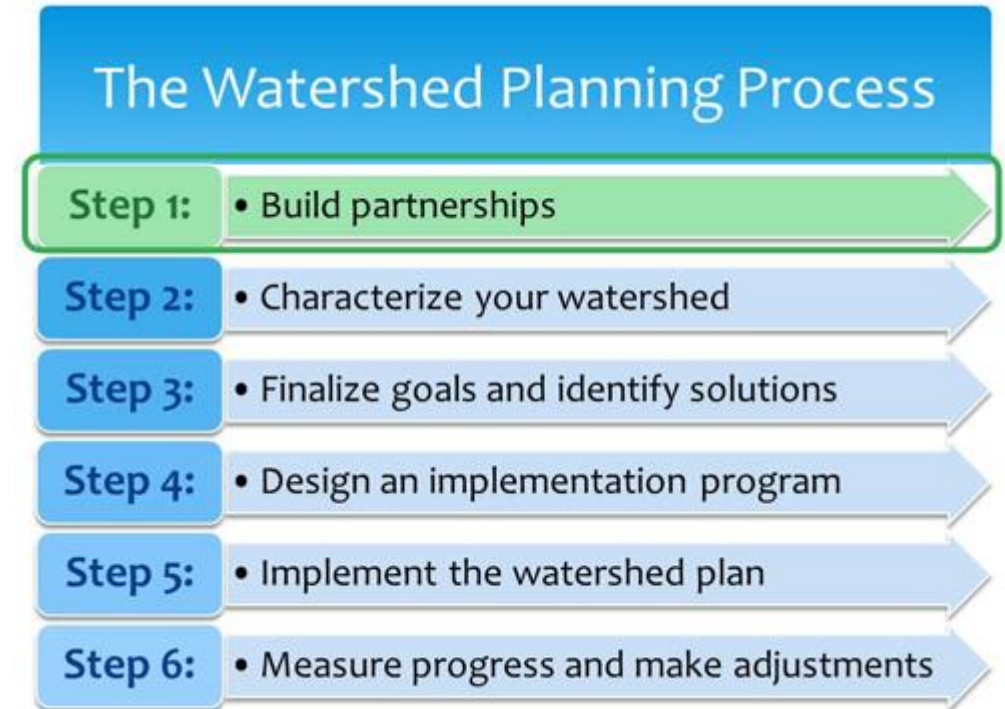 The Watershed Planning Process
Step 1: • Build partnerships
Step 2: • Characterize your watershed
Step 3: • Finalize goals and identify solutions
Step 4: • Design an implementation program
Step 5: • Implement the watershed plan
Step 6: • Measure progress and make adjustments